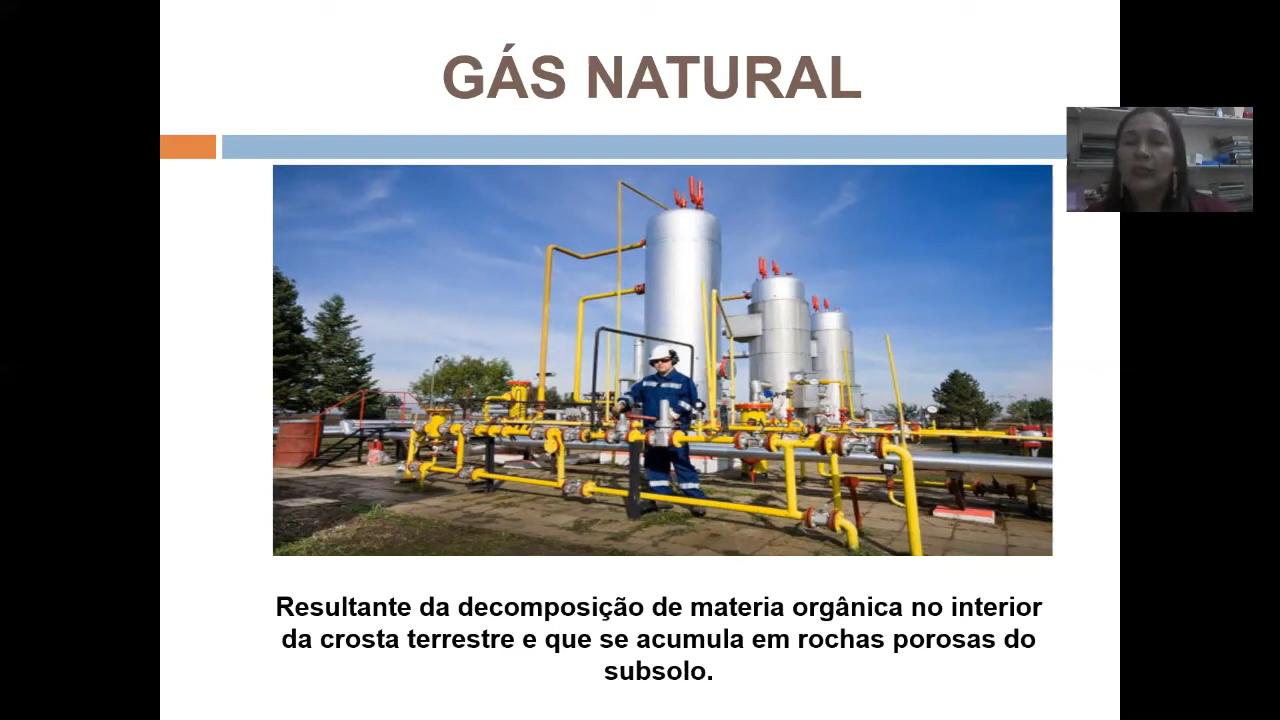 GÁS NATURAL
Resultante da decomposição de materia orgânica no interior
da crosta terrestre e que se acumula em rochas porosas do
subsolo.